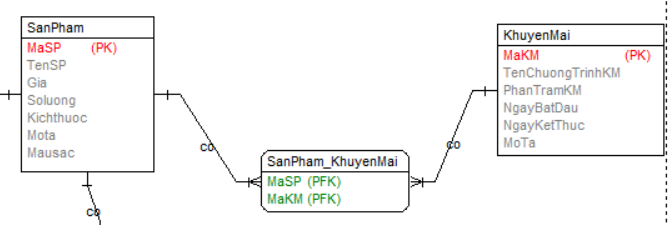 SanPham
MaSP (PK)
TenSP
Gia
Soluong
Kichthuoc
Mota
Mausac
KhuyenMai
MaKM (PK)
TenChuongTrinhKM
PhanTramKM
NgayBatDau
NgayKetThuc
MoTa
co
co
SanPham_KhuyenMai
MaSP (PFK)
MaKM (PFK)
co